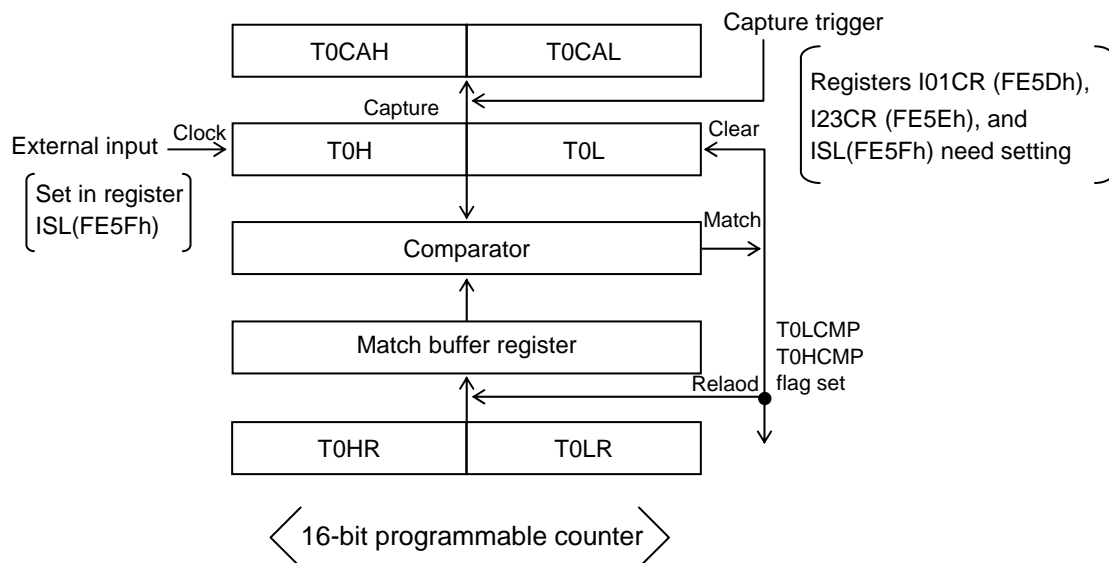 Capture trigger
T0CAH
T0CAL
Registers I01CR (FE5Dh),
I23CR (FE5Eh), and
ISL(FE5Fh) need setting
Capture
Clock
Clear
External input
T0H
T0L
Set in register
ISL(FE5Fh)
Match
Comparator
T0LCMP
T0HCMP
flag set
Match buffer register
Relaod
T0HR
T0LR
16-bit programmable counter